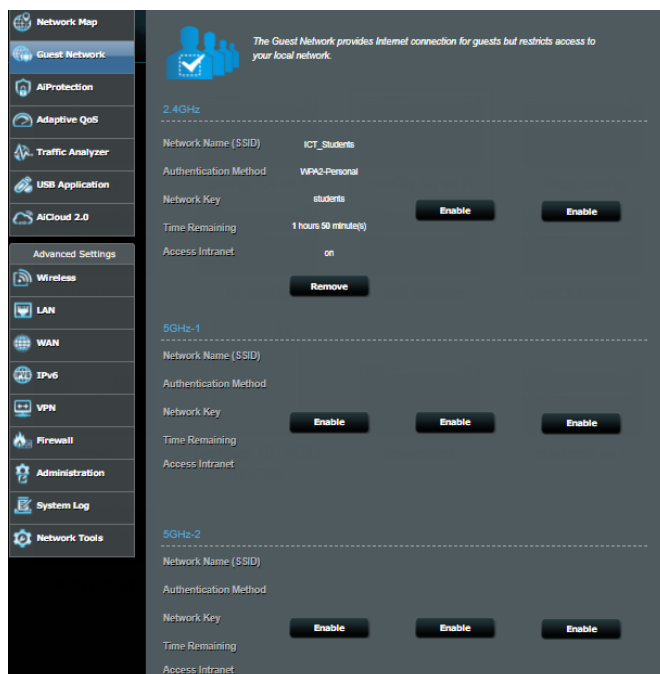 Network Map
Guest Network
AiProtection
Adaptive QoS
Traffic Analyzer
USB Application
AiCloud 2.0
Advanced Settings
Wireless
LAN
WAN
IPv6
VPN
Firewall
Administration
System Log
Network Tools
The Guest Network provides Internet connection for guests but restricts access to
your local network.
2.4GHz
Network Name (SSID) ICT_Students
Authentication Method WPA2-Personal
Network Key students
Enable Enable
Time Remaining 1 hours 50 minute(s)
Access Intranet on
Remove
5GHz-1
Network Name (SSID)
Authentication Method
Network Key
Enable Enable Enable
Time Remaining
Access Intranet
5GHz-2
Network Name (SSID)
Authentication Method
Network Key
Enable Enable Enable
Time Remaining
Access Intranet